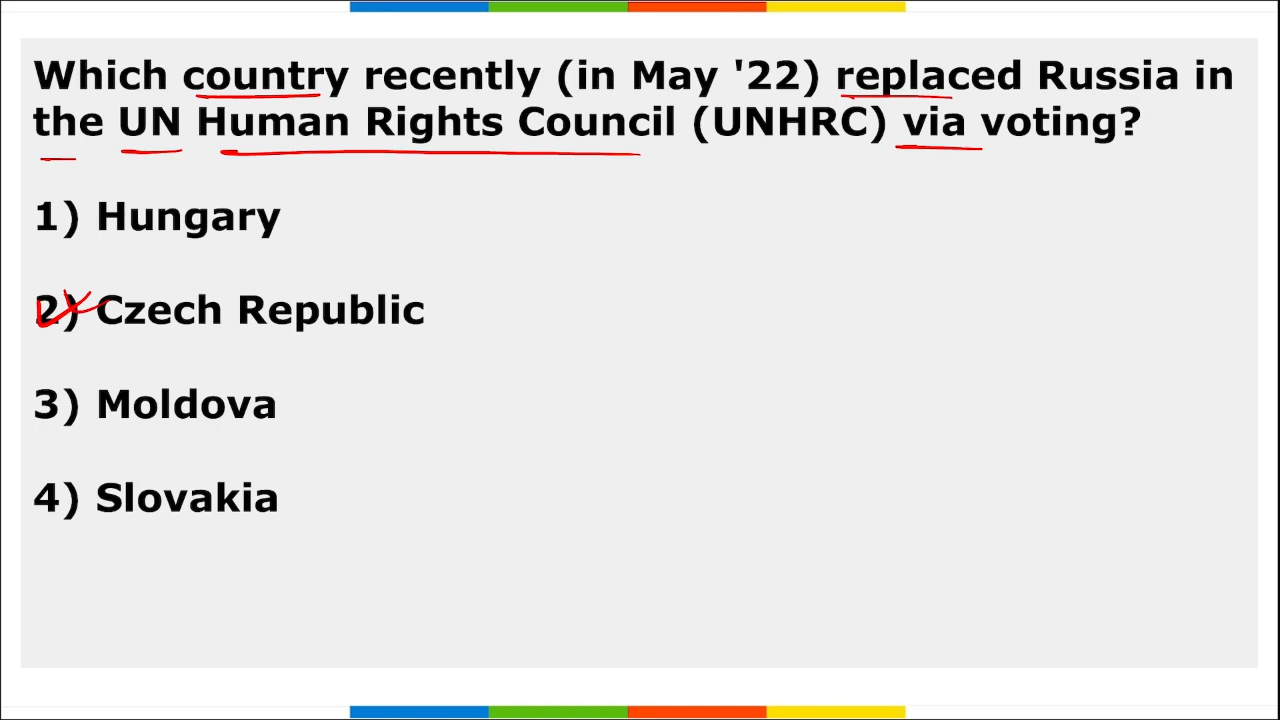 Which country recently (in May '22) replaced Russia in
the UN Human Rights Council (UNHRC) via voting?
1) Hungary
2) Czech Republic
3) Moldova
4) Slovakia